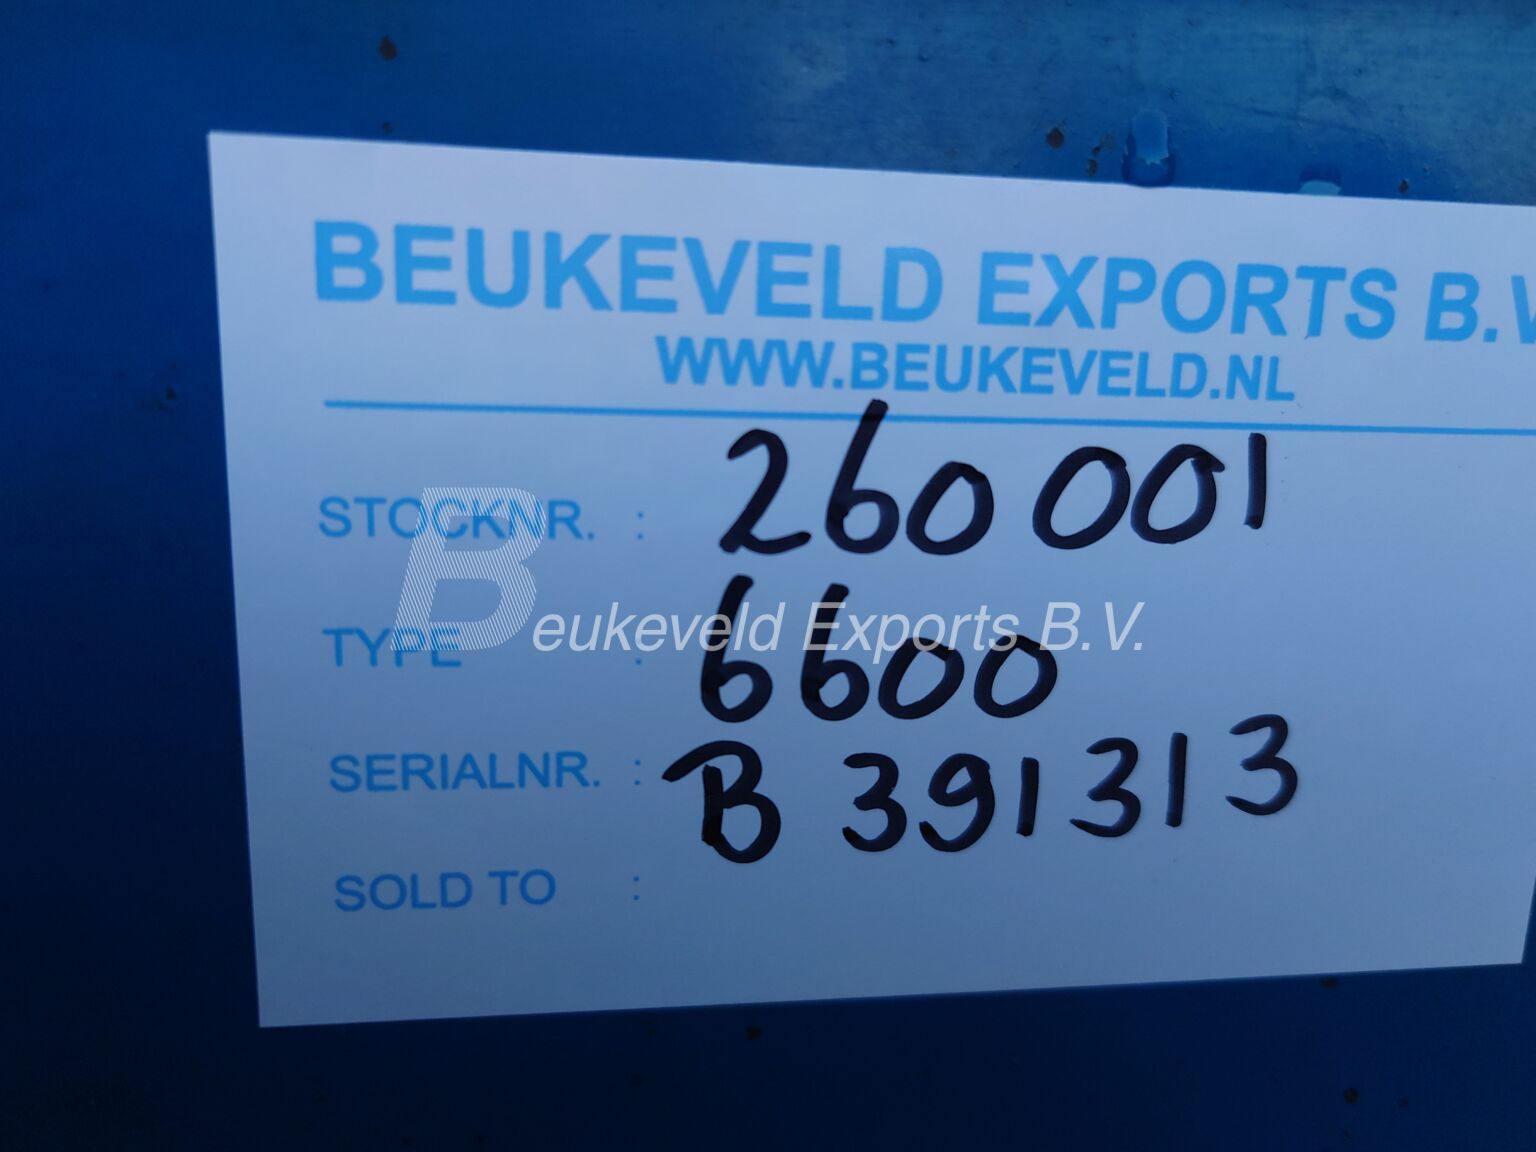 BEUKEVELD EXPORTS B.V
WWW.BEUKEVELD.NL
STOCKNR. : 260001
Beukeveld Exports B.V.
TYPE : 6600
SERIALNR. : B 391313
SOLD TO :